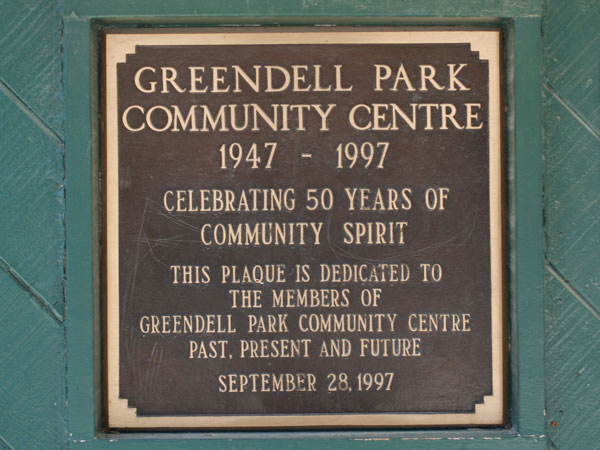 GREENDELL PARK
COMMUNITY CENTRE
1947 - 1997
CELEBRATING 50 YEARS OF
COMMUNITY SPIRIT
THIS PLAQUE IS DEDICATED TO
THE MEMBERS OF
GREENDELL PARK COMMUNITY CENTRE
PAST, PRESENT AND FUTURE
SEPTEMBER 28, 1997